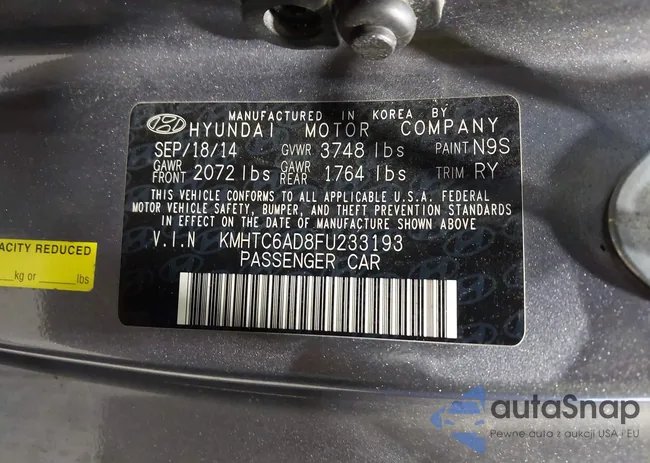 MANUFACTURED IN KOREA BY
HYUNDAI MOTOR COMPANY
SEP/18/14 GVWR 3748 lbs PAINT N9S
GAWR FRONT 2072 lbs GAWR REAR 1764 lbs TRIM RY
THIS VEHICLE CONFORMS TO ALL APPLICABLE U.S.A. FEDERAL
MOTOR VEHICLE SAFETY, BUMPER, AND THEFT PREVENTION STANDARDS
IN EFFECT ON THE DATE OF MANUFACTURE SHOWN ABOVE
V.I.N KMHTC6AD8FU233193
PASSENGER CAR
REDUCED
kg or lbs
autaSnap
Pewne auta z aukcji USA i EU